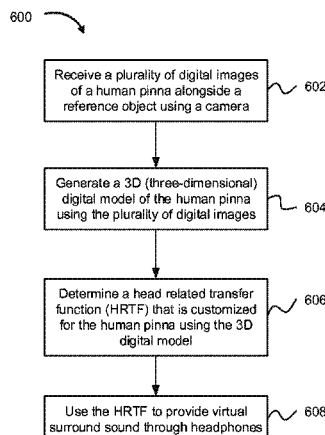 600
Receive a plurality of digital images
of a human pinna alongside a
reference object using a camera
602
Generate a 3D (three-dimensional)
digital model of the human pinna
using the plurality of digital images
604
Determine a head related transfer
function (HRTF) that is customized
for the human pinna using the 3D
digital model
606
Use the HRTF to provide virtual
surround sound through headphones
608